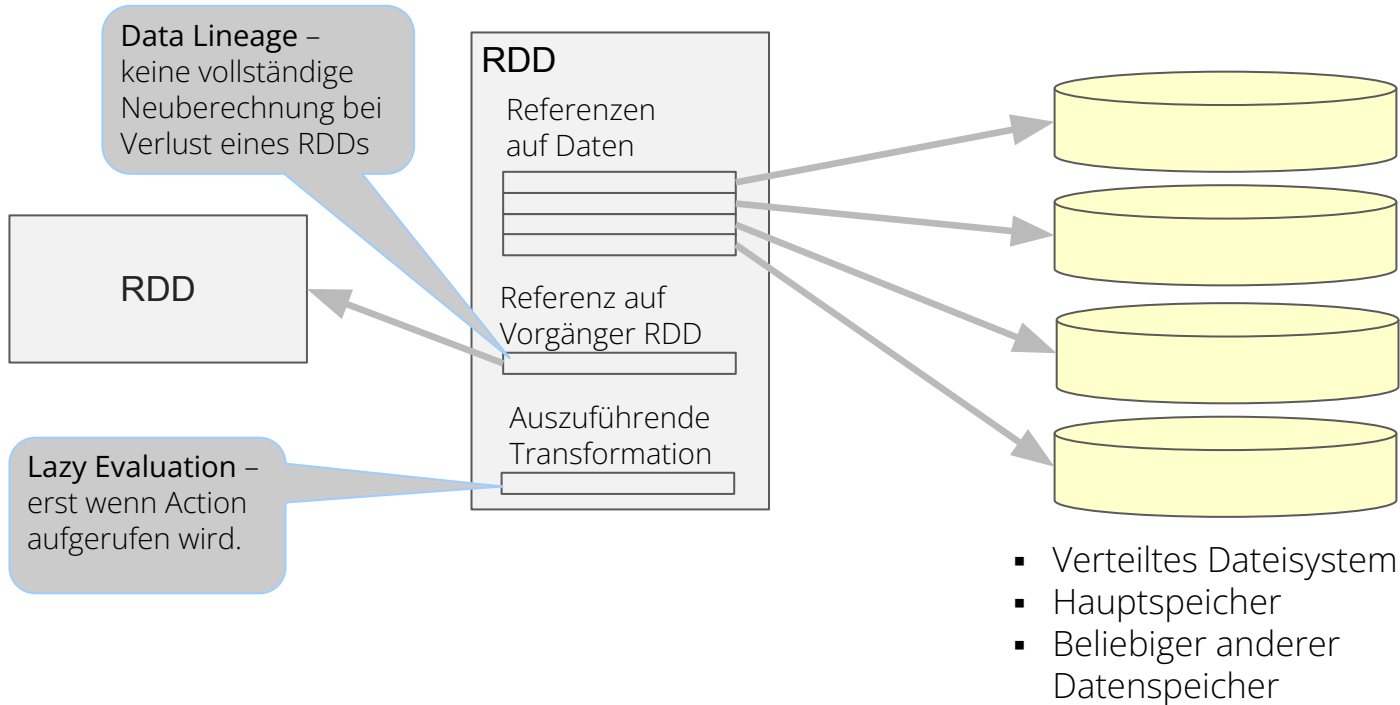 Data Lineage –
keine vollständige
Neuberechnung bei
Verlust eines RDDs
RDD
Referenzen
auf Daten
RDD
Referenz auf
Vorgänger RDD
Auszuführende
Transformation
Lazy Evaluation –
erst wenn Action
aufgerufen wird.
▪ Verteiltes Dateisystem
▪ Hauptspeicher
▪ Beliebiger anderer
Datenspeicher